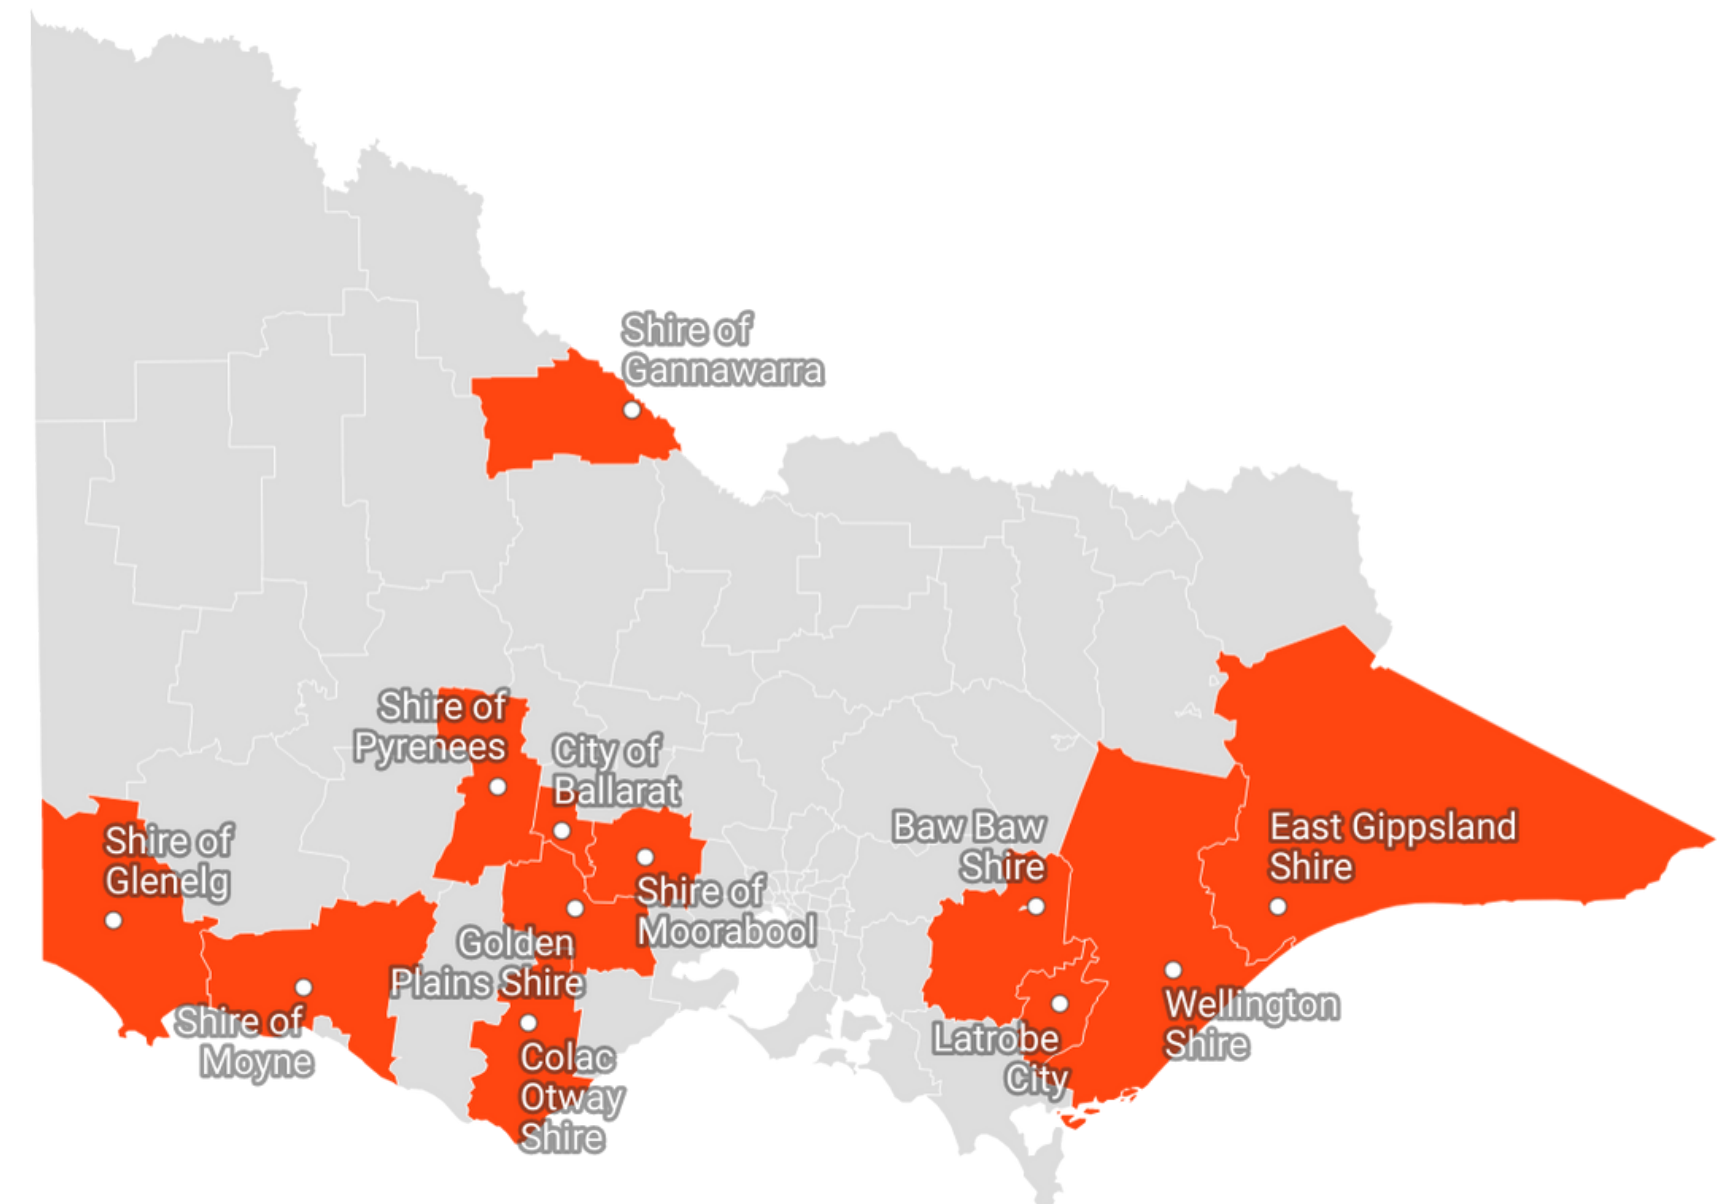 Shire of
Gannawarra
Shire of
Pyrenees
City of
Ballarat
Shire of
Glenelg
Baw Baw
Shire
East Gippsland
Shire
Shire of
Moorabool
Golden
Plains Shire
Shire of
Moyne
Colac
Otway
Shire
Latrobe
City
Wellington
Shire